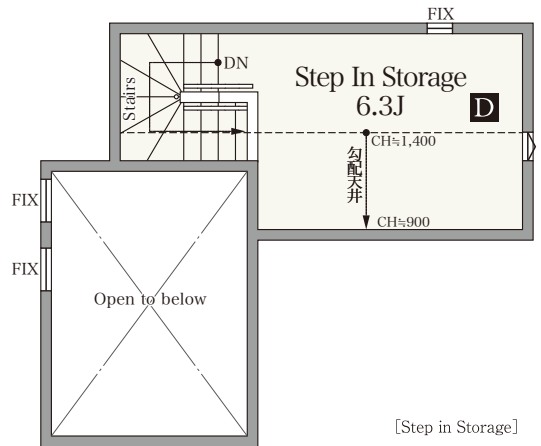 FIX
DN
Stairs
Step In Storage
6.3J
D
CH≒1,400
勾配天井
CH≒900
FIX
FIX
Open to below
[Step in Storage]